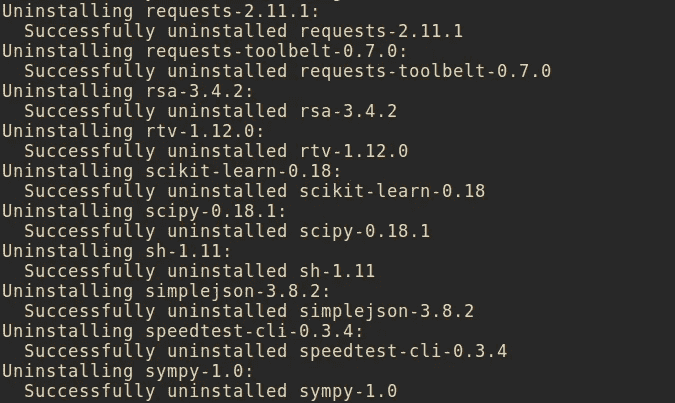 Uninstalling requests-2.11.1:
  Successfully uninstalled requests-2.11.1
Uninstalling requests-toolbelt-0.7.0:
  Successfully uninstalled requests-toolbelt-0.7.0
Uninstalling rsa-3.4.2:
  Successfully uninstalled rsa-3.4.2
Uninstalling rtv-1.12.0:
  Successfully uninstalled rtv-1.12.0
Uninstalling scikit-learn-0.18:
  Successfully uninstalled scikit-learn-0.18
Uninstalling scipy-0.18.1:
  Successfully uninstalled scipy-0.18.1
Uninstalling sh-1.11:
  Successfully uninstalled sh-1.11
Uninstalling simplejson-3.8.2:
  Successfully uninstalled simplejson-3.8.2
Uninstalling speedtest-cli-0.3.4:
  Successfully uninstalled speedtest-cli-0.3.4
Uninstalling sympy-1.0:
  Successfully uninstalled sympy-1.0